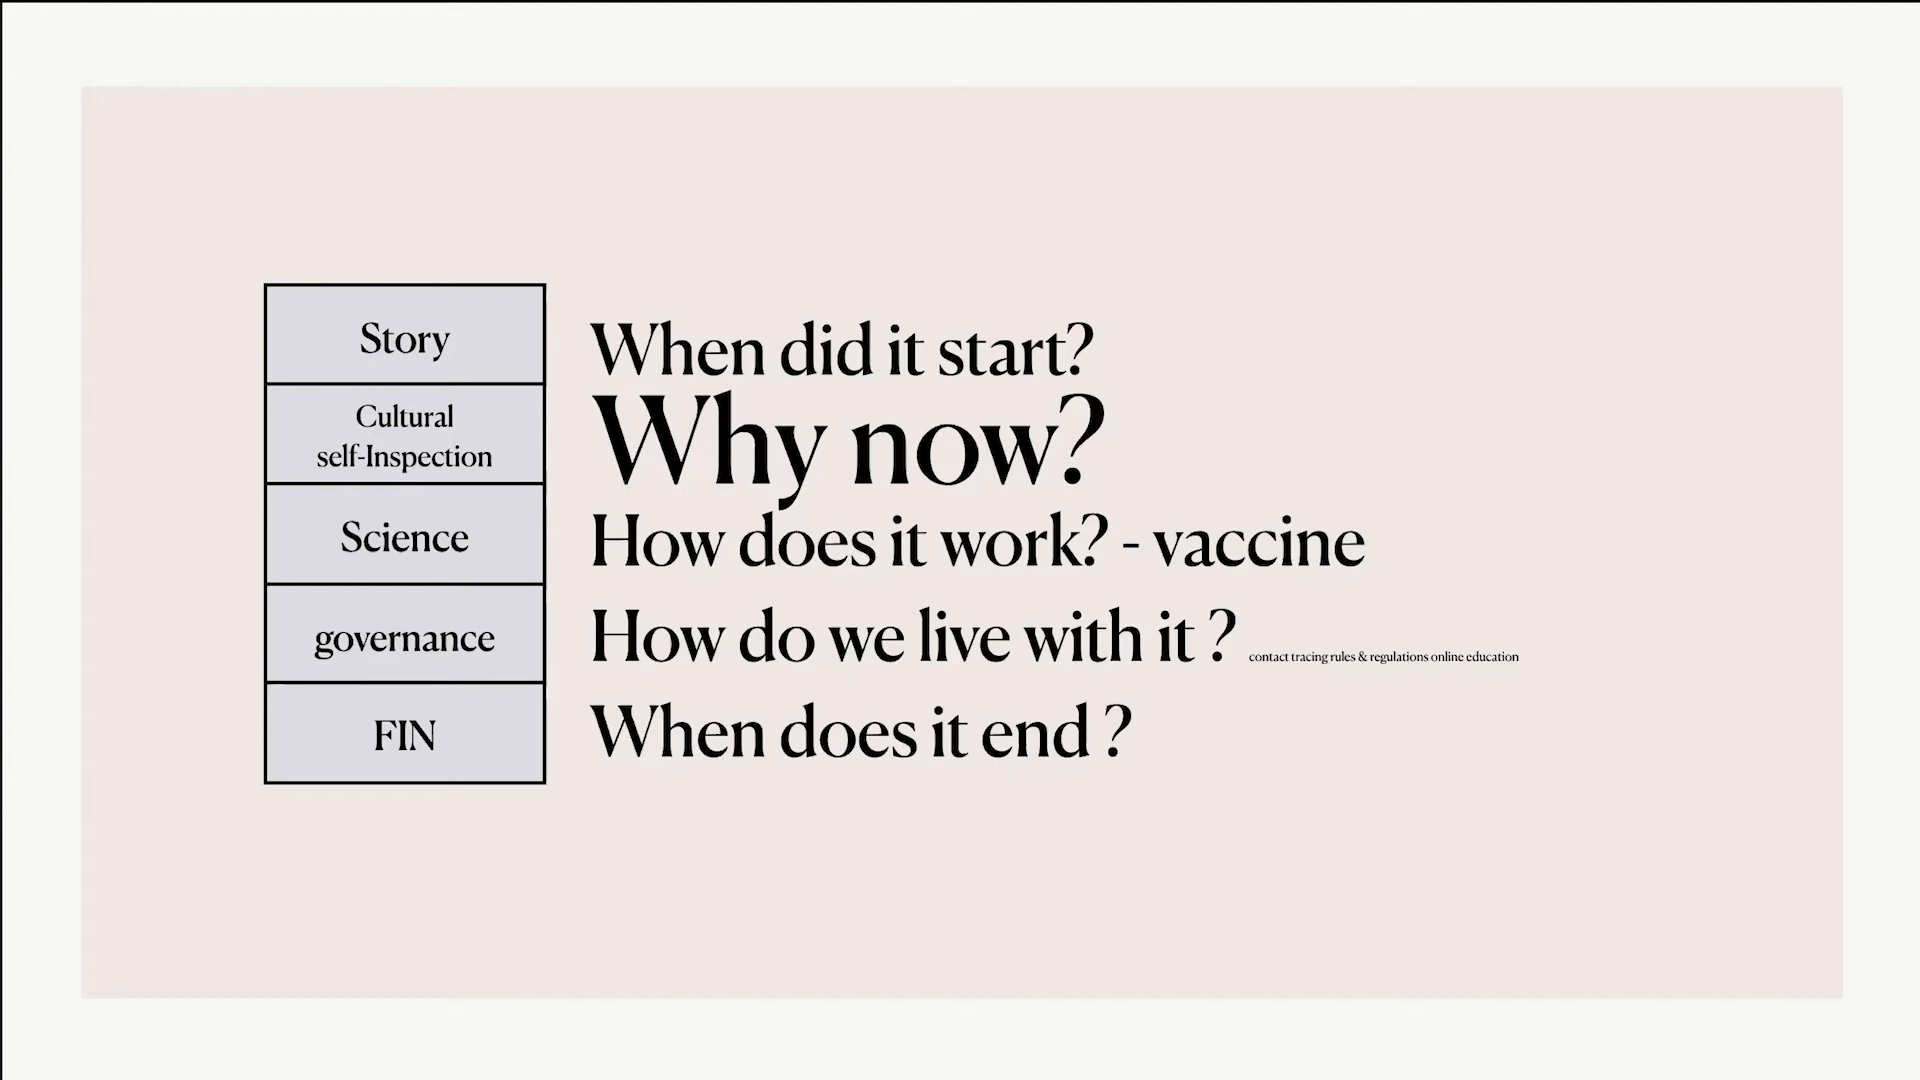 Story
When did it start?
Cultural
self-Inspection
Why now?
Science
How does it work? - vaccine
governance
How do we live with it ? contact tracing rules & regulations online education
FIN
When does it end ?